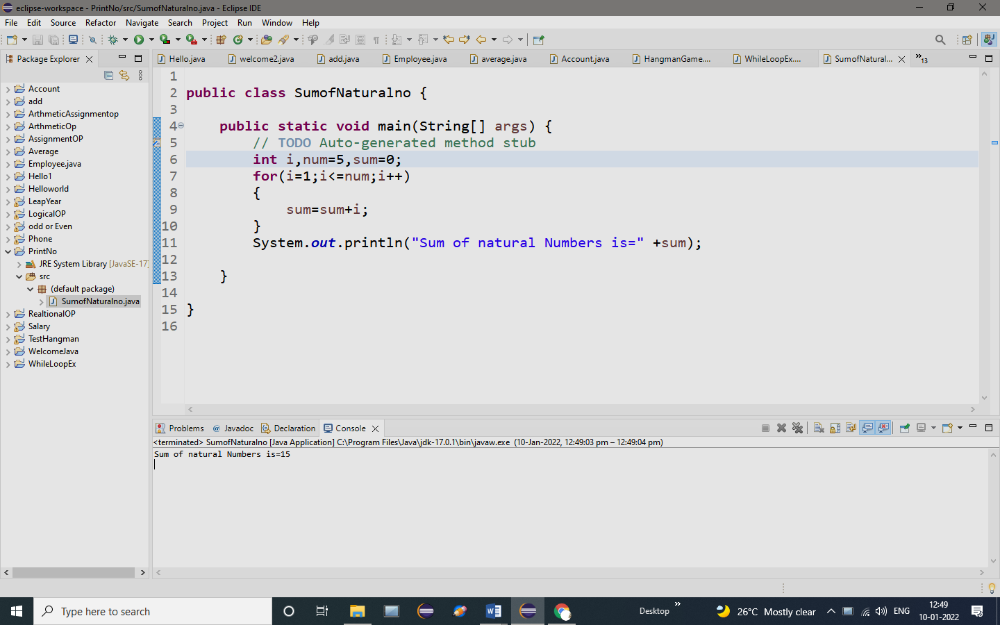 eclipse-workspace - PrintNo/src/SumofNaturalno.java - Eclipse IDE
File Edit Source Refactor Navigate Search Project Run Window Help
Package Explorer
Hello.java welcome2.java add.java Employee.java average.java Account.java HangmanGame.... WhileLoopEx.... SumofNatural... »13
Account
add
ArthmeticAssignmentop
ArthmeticOp
AssignmentOP
Average
Employee.java
Hello1
Helloworld
LeapYear
LogicalOP
odd or Even
Phone
PrintNo
JRE System Library [JavaSE-17]
src
(default package)
SumofNaturalno.java
RealtionalOP
Salary
TestHangman
WelcomeJava
WhileLoopEx
1
2 public class SumofNaturalno {
3
4 public static void main(String[] args) {
5 // TODO Auto-generated method stub
6 int i,num=5,sum=0;
7 for(i=1;i<=num;i++)
8 {
9 sum=sum+i;
10 }
11 System.out.println("Sum of natural Numbers is=" +sum);
12
13 }
14
15 }
16
Problems @ Javadoc Declaration Console
<terminated> SumofNaturalno [Java Application] C:\Program Files\Java\jdk-17.0.1\bin\javaw.exe (10-Jan-2022, 12:49:03 pm – 12:49:04 pm)
Sum of natural Numbers is=15
Type here to search
Desktop »
26°C Mostly clear
ENG
12:49
10-01-2022